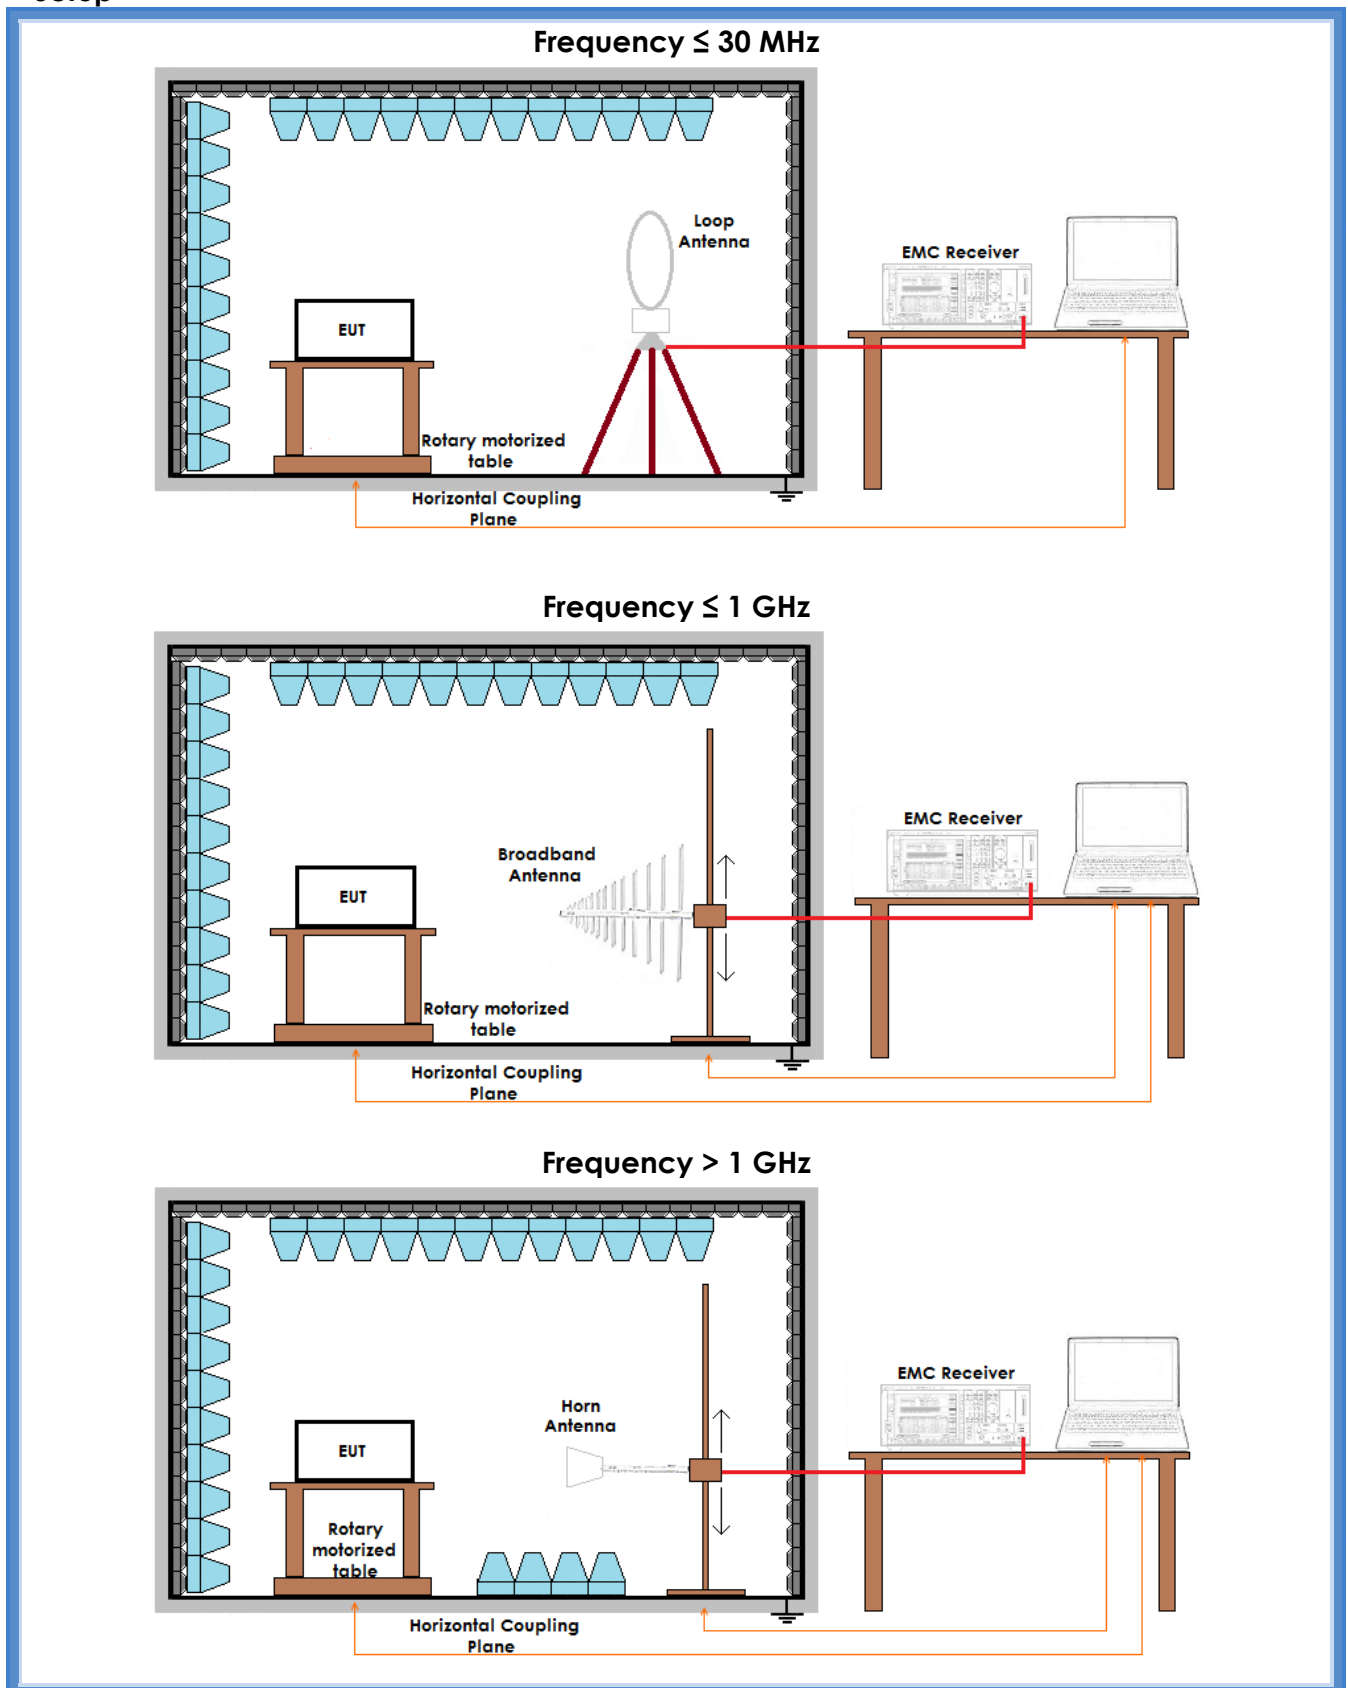 Frequency ≤ 30 MHz
Loop
Antenna
EMC Receiver
EUT
Rotary motorized
table
Horizontal Coupling
Plane
Frequency ≤ 1 GHz
EMC Receiver
Broadband
Antenna
EUT
Rotary motorized
table
Horizontal Coupling
Plane
Frequency > 1 GHz
EMC Receiver
Horn
Antenna
EUT
Rotary
motorized
table
Horizontal Coupling
Plane